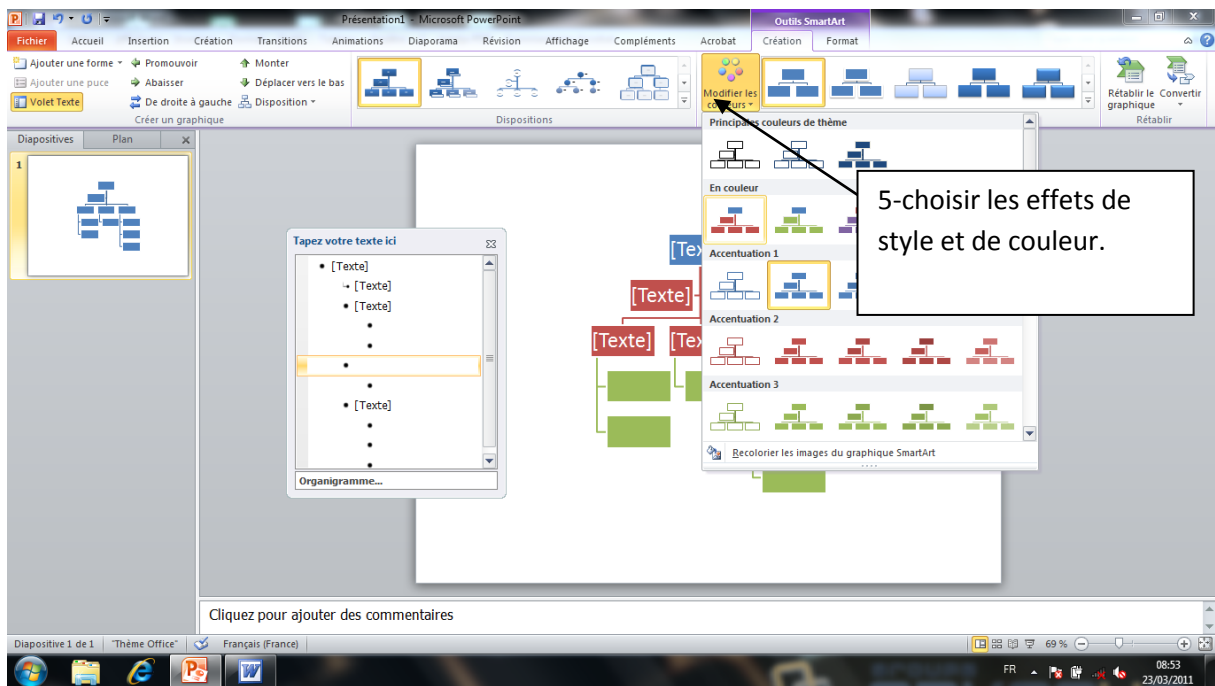 Présentation1 - Microsoft PowerPoint
Outils SmartArt
Fichier Accueil Insertion Création Transitions Animations Diaporama Révision Affichage Compléments Acrobat Création Format
Ajouter une forme Promouvoir Monter
Ajouter une puce Abaisser Déplacer vers le bas
Volet Texte De droite à gauche Disposition
Modifier les couleurs
Rétablir le graphique
Convertir
Créer un graphique Dispositions Rétablir
Diapositives Plan
1
Principales couleurs de thème
En couleur
Accentuation 1
Accentuation 2
Accentuation 3
Recolorier les images du graphique SmartArt
5-choisir les effets de
style et de couleur.
Tapez votre texte ici
[Texte]
[Texte]
[Texte]
[Texte]
Organigramme...
[Tex
[Texte]
[Texte] [Tex
Cliquez pour ajouter des commentaires
Diapositive 1 de 1 "Thème Office" Français (France) 69 %
FR 08:53
23/03/2011